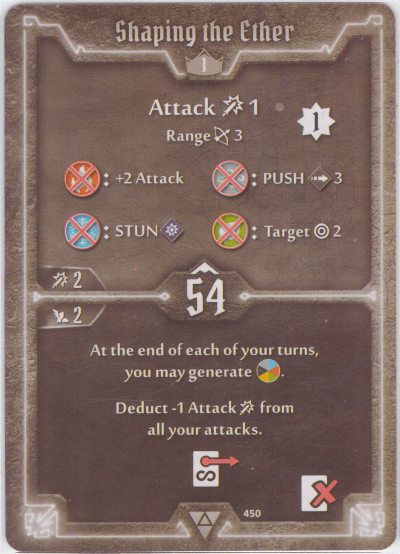 Shaping the Ether
1
Attack 1
Range 3
1
: +2 Attack
: PUSH 3
: STUN
: Target 2
2
54
2
At the end of each of your turns,
you may generate .
Deduct -1 Attack from
all your attacks.
S
450